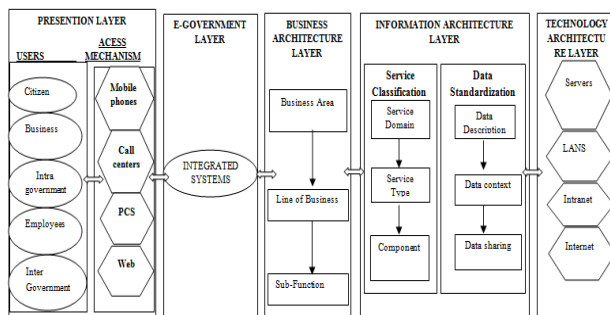 PRESENTION LAYER
USERS
ACESS
MECHANISM
Citizen
Business
Intra
government
Employees
Inter
Government
Mobile
phones
Call
centers
PCS
Web
E-GOVERNMENT
LAYER
INTEGRATED
SYSTEMS
BUSINESS
ARCHITECTURE
LAYER
Business Area
Line of Business
Sub-Function
INFORMATION ARCHITECTURE
LAYER
Service
Classification
Service
Domain
Service
Type
Component
Data
Standardization
Data
Description
Data context
Data sharing
TECHNOLOGY
ARCHITECTU
RE LAYER
Servers
LANS
Intranet
Internet